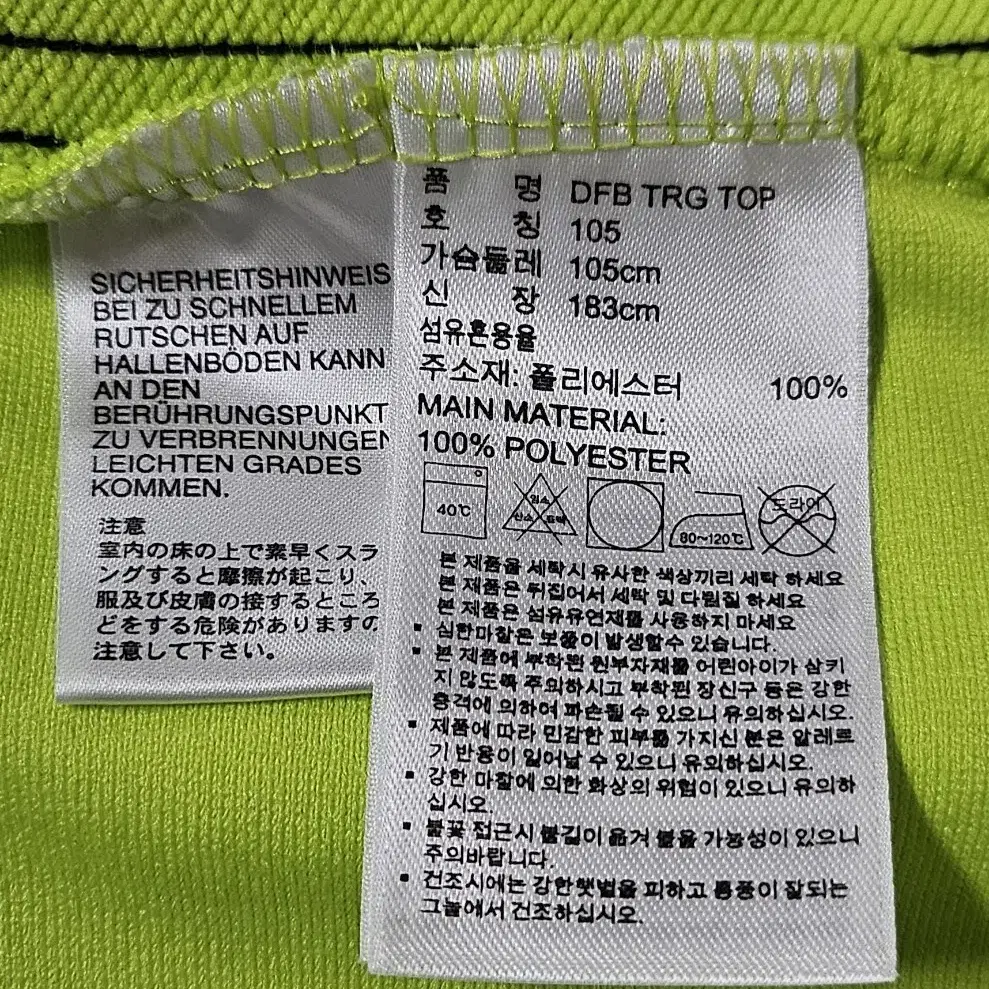 SICHERHEITSHINWEIS
BEI ZU SCHNELLEM
RUTSCHEN AUF
HALLENBÖDEN KANN
AN DEN
BERÜHRUNGSPUNKT
ZU VERBRENNUNGEN
LEICHTEN GRADES
KOMMEN.
注意
室内の床の上で素早くスラ
ングすると摩擦が起こり、
服及び皮膚の接するところ
どをする危険がありますの
注意して下さい。
품 명 DFB TRG TOP
호 칭 105
가슴둘레 105cm
신 장 183cm
섬유혼용율
주소재: 폴리에스터 100%
MAIN MATERIAL:
100% POLYESTER
40℃
염소
산소 표백
80~120℃
드라이
본 제품을 세탁시 유사한 색상끼리 세탁 하세요
본 제품은 뒤집어서 세탁 및 다림질 하세요
본 제품은 섬유유연재를 사용하지 마세요
▪ 심한마찰은 보풀이 발생할수 있습니다.
▪ 본 제품에 부착된 원부자재를 어린아이가 삼키
지 않도록 주의하시고 부착된 장신구 등은 강한
충격에 의하여 파손될 수 있으니 유의하십시오.
▪ 제품에 따라 민감한 피부를 가지신 분은 알레르
기 반응이 일어날 수 있으니 유의하십시오.
▪ 강한 마찰에 의한 화상의 위험이 있으니 유의하
십시오.
▪ 불꽃 접근시 불길이 옮겨 붙을 가능성이 있으니
주의바랍니다.
▪ 건조시에는 강한햇볕을 피하고 통풍이 잘되는
그늘에서 건조하십시오.